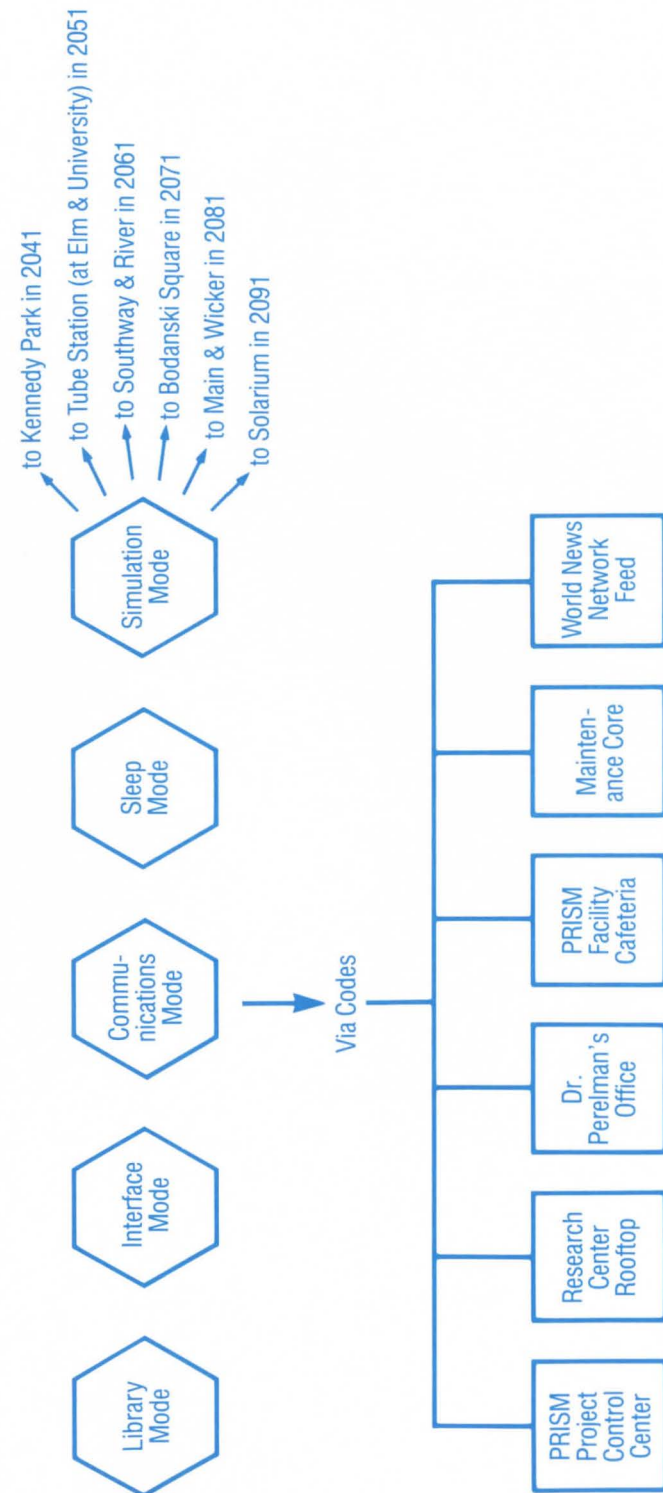 Library
Mode
Interface
Mode
Commu-
nications
Mode
Sleep
Mode
Simulation
Mode
to Kennedy Park in 2041
to Tube Station (at Elm & University) in 2051
to Southway & River in 2061
to Bodanski Square in 2071
to Main & Wicker in 2081
to Solarium in 2091
Via Codes
PRISM
Project
Control
Center
Research
Center
Rooftop
Dr.
Perelman's
Office
PRISM
Facility
Cafeteria
Mainten-
ance Core
World News
Network
Feed